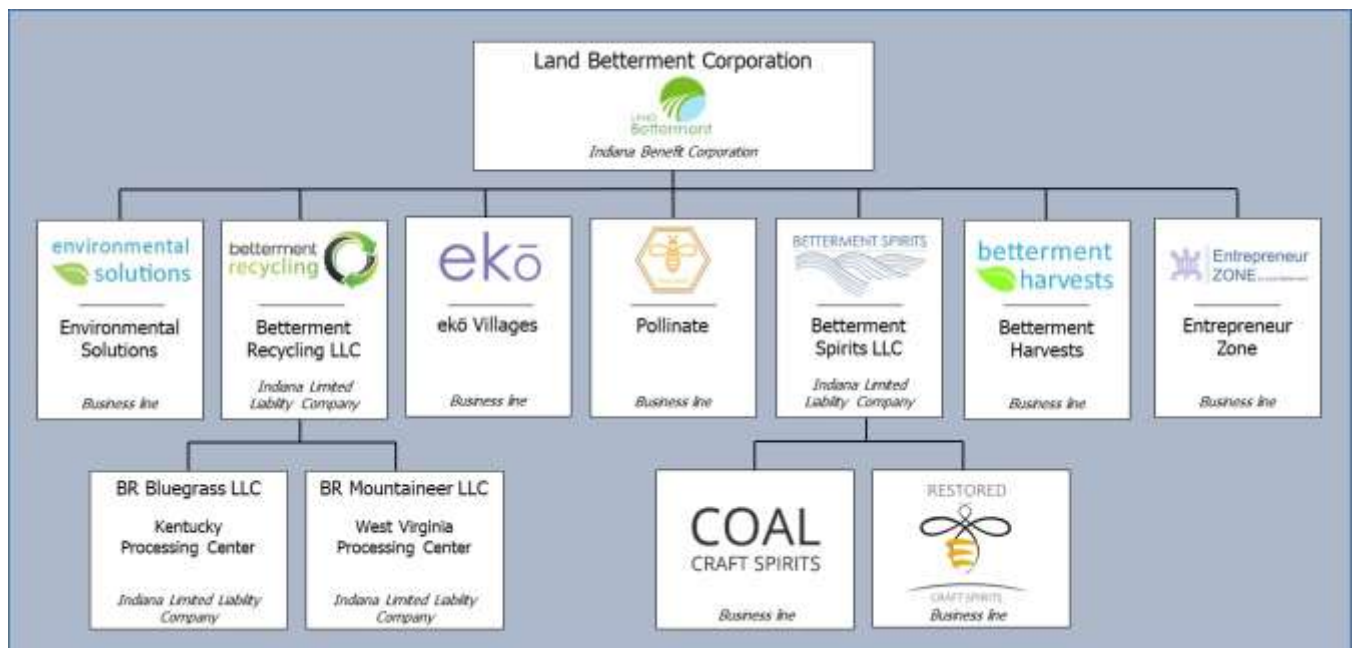 Land Betterment Corporation
LAND
Betterment
Indiana Benefit Corporation
environmental
solutions
Environmental
Solutions
Business line
betterment
recycling
Betterment
Recycling LLC
Indiana Limited
Liability Company
ekō
ekō Villages
Business line
Pollinate
Business line
BETTERMENT SPIRITS
Betterment
Spirits LLC
Indiana Limited
Liability Company
betterment
harvests
Betterment
Harvests
Business line
Entrepreneur
ZONE
Entrepreneur
Zone
Business line
BR Bluegrass LLC
Kentucky
Processing Center
Indiana Limited Liability
Company
BR Mountaineer LLC
West Virginia
Processing Center
Indiana Limited Liability
Company
COAL
CRAFT SPIRITS
Business line
RESTORED
CRAFT SPIRITS
Business line